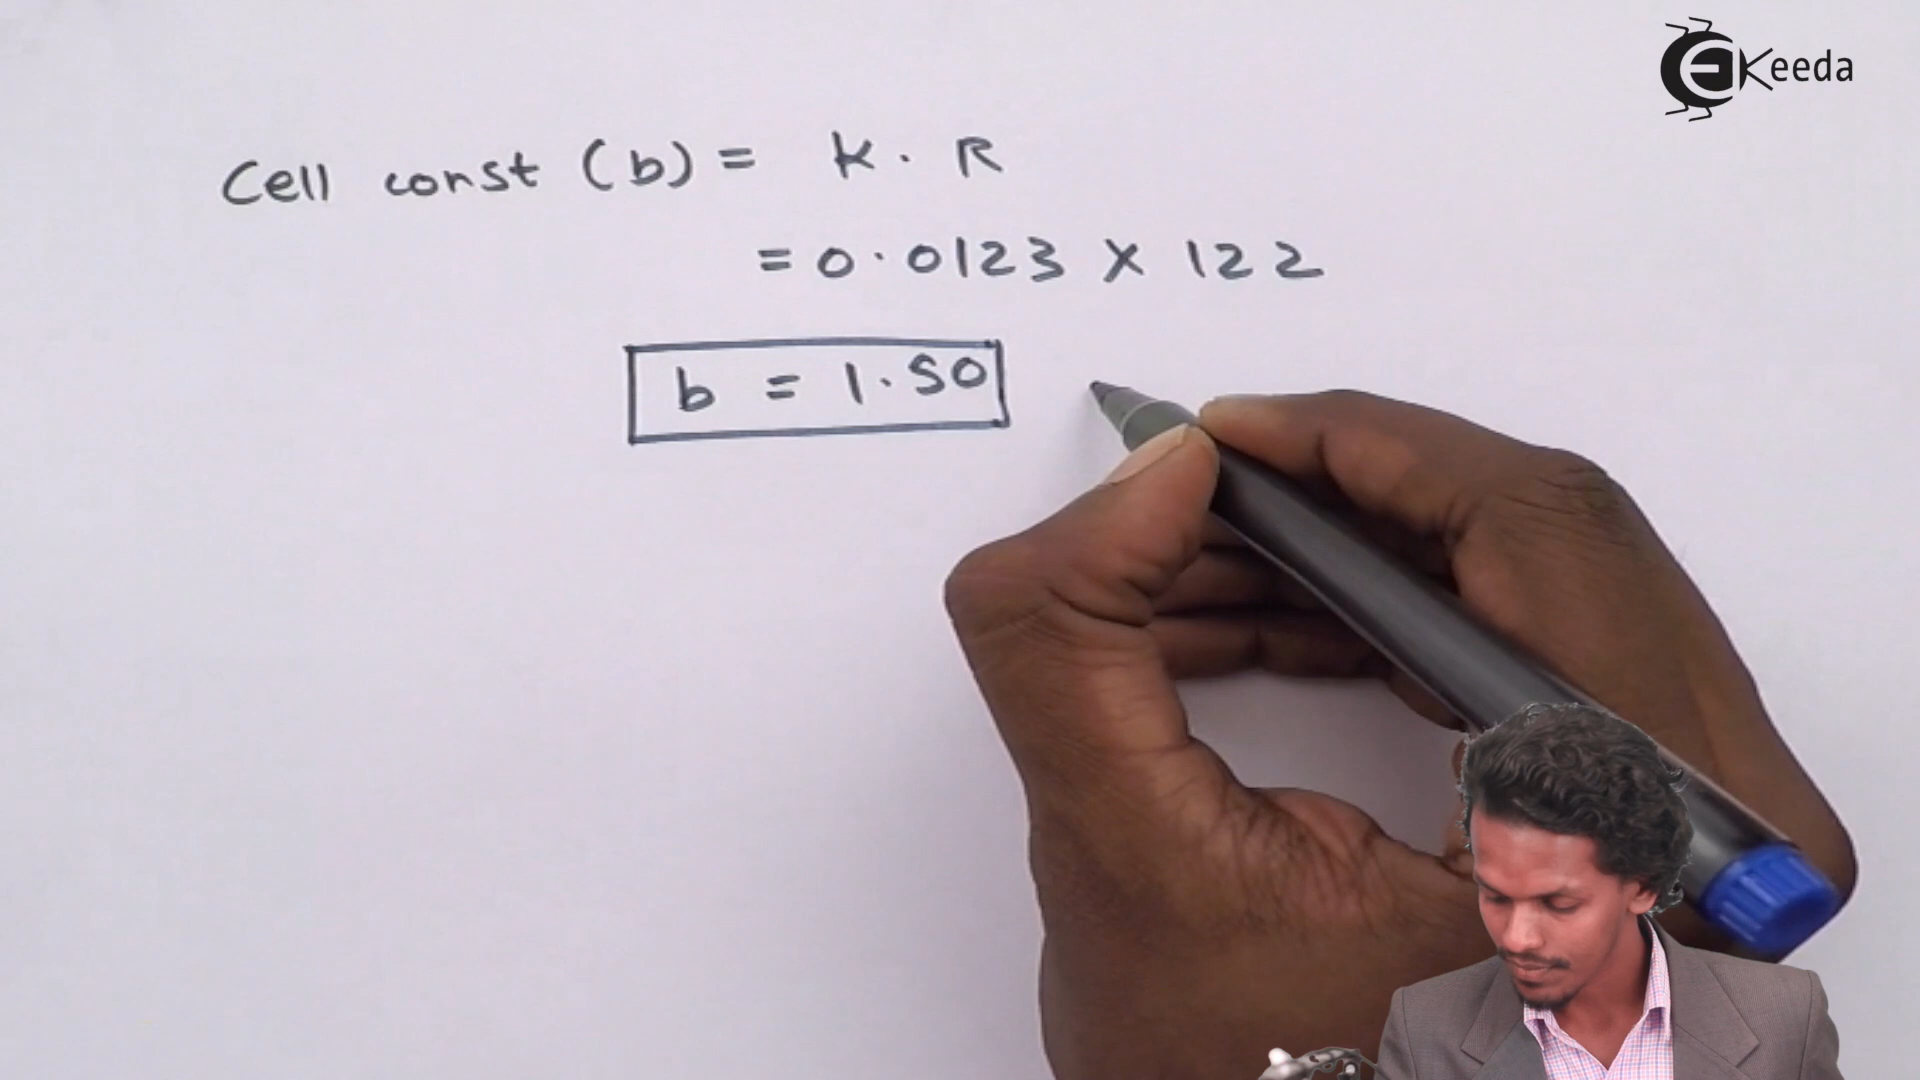 Keeda
Cell const (b) = K . R
= 0.0123 X 122
b = 1.50